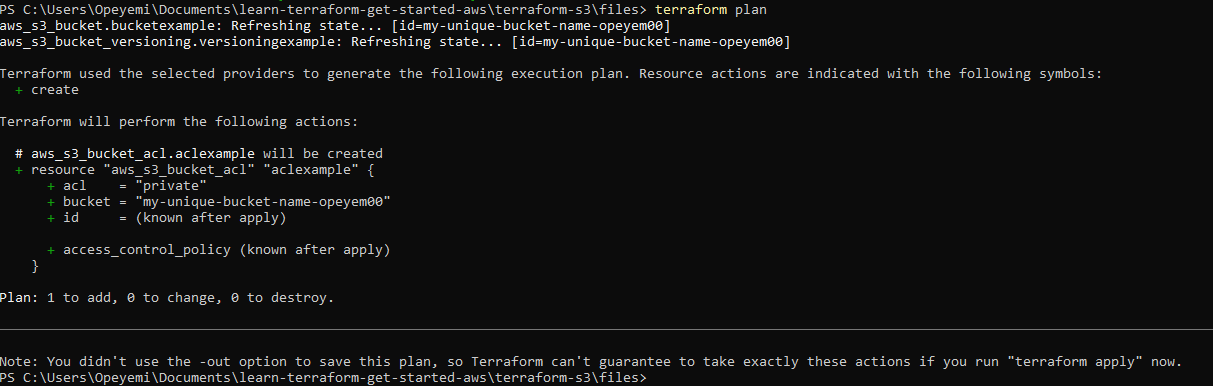 PS C:\Users\Opeyemi\Documents\learn-terraform-get-started-aws\terraform-s3\files> terraform plan
aws_s3_bucket.bucketexample: Refreshing state... [id=my-unique-bucket-name-opeyem00]
aws_s3_bucket_versioning.versioningexample: Refreshing state... [id=my-unique-bucket-name-opeyem00]

Terraform used the selected providers to generate the following execution plan. Resource actions are indicated with the following symbols:
  + create

Terraform will perform the following actions:

  # aws_s3_bucket_acl.aclexample will be created
  + resource "aws_s3_bucket_acl" "aclexample" {
      + acl    = "private"
      + bucket = "my-unique-bucket-name-opeyem00"
      + id     = (known after apply)

      + access_control_policy (known after apply)
    }

Plan: 1 to add, 0 to change, 0 to destroy.

Note: You didn't use the -out option to save this plan, so Terraform can't guarantee to take exactly these actions if you run "terraform apply" now.
PS C:\Users\Opeyemi\Documents\learn-terraform-get-started-aws\terraform-s3\files>